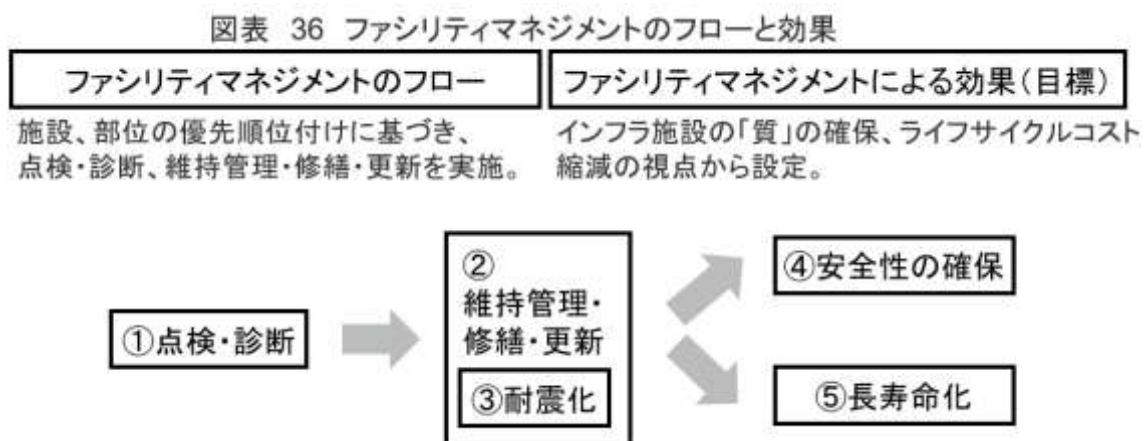 図表 36 ファシリティマネジメントのフローと効果
ファシリティマネジメントのフロー
ファシリティマネジメントによる効果(目標)
施設、部位の優先順位付けに基づき、
点検・診断、維持管理・修繕・更新を実施。
インフラ施設の「質」の確保、ライフサイクルコスト
縮減の視点から設定。
①点検・診断
②
維持管理・
修繕・更新
③耐震化
④安全性の確保
⑤長寿命化